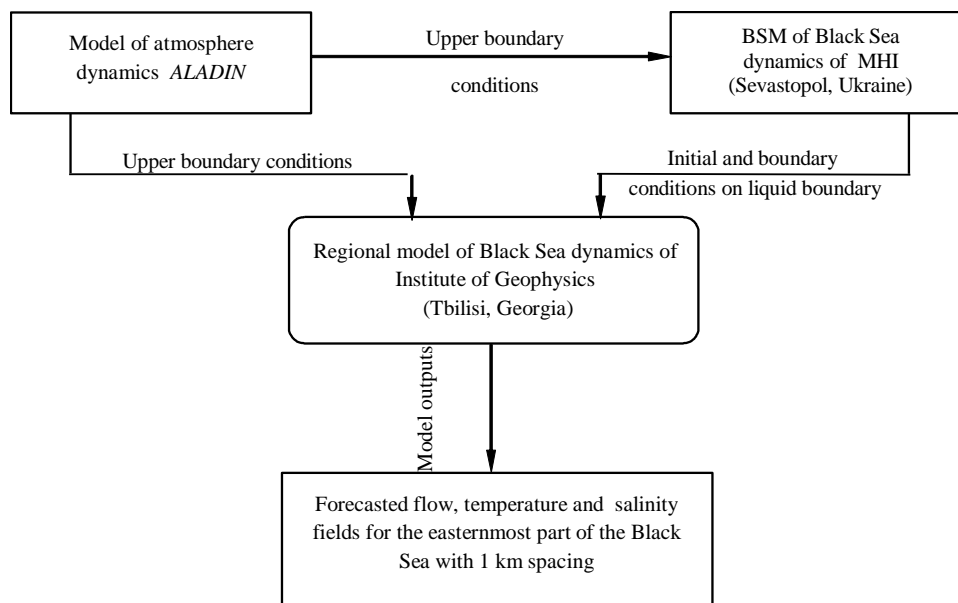 Model of atmosphere
dynamics ALADIN
Upper boundary
conditions
BSM of Black Sea
dynamics of MHI
(Sevastopol, Ukraine)
Upper boundary conditions
Initial and boundary
conditions on liquid boundary
Regional model of Black Sea dynamics of
Institute of Geophysics
(Tbilisi, Georgia)
Model outputs
Forecasted flow, temperature and salinity
fields for the easternmost part of the Black
Sea with 1 km spacing